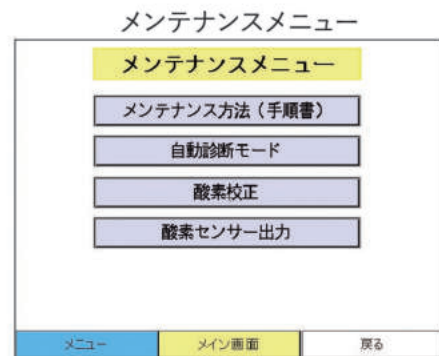 メンテナンスメニュー
メンテナンスメニュー
メンテナンス方法（手順書）
自動診断モード
酸素校正
酸素センサー出力
メニュー
メイン画面
戻る